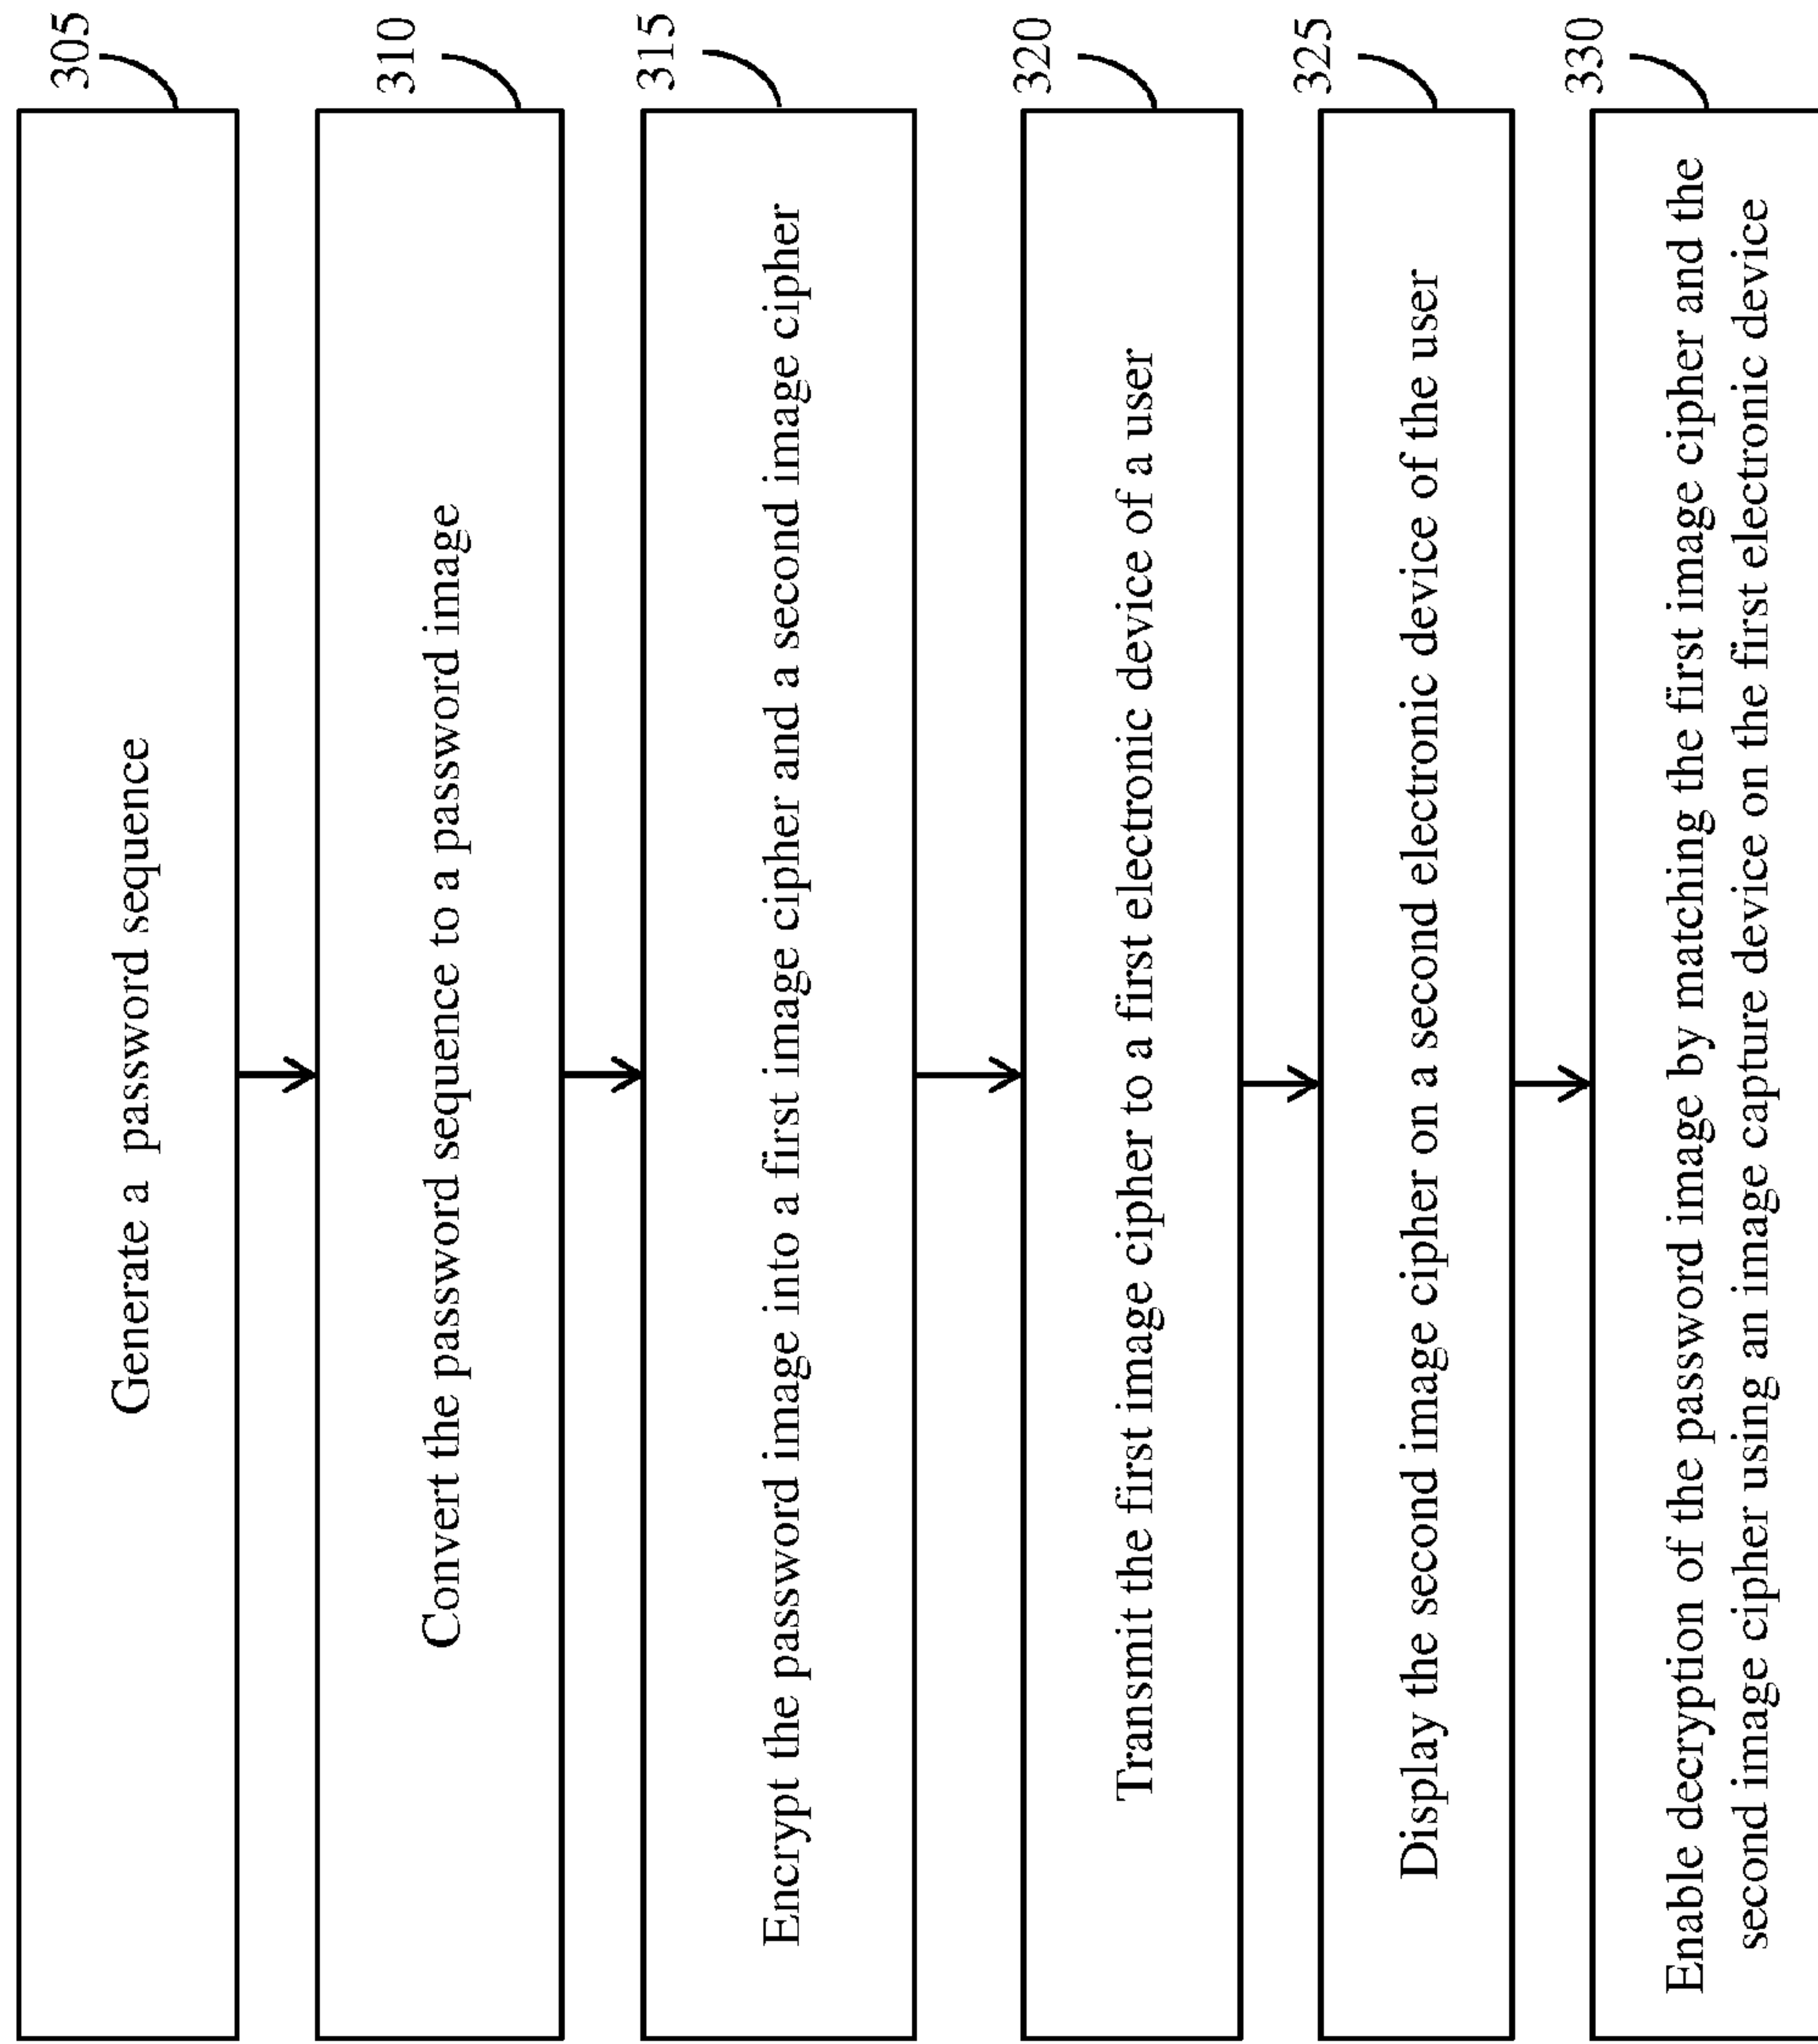 305
Generate a password sequence
310
Convert the password sequence to a password image
315
Encrypt the password image into a first image cipher and a second image cipher
320
Transmit the first image cipher to a first electronic device of a user
325
Display the second image cipher on a second electronic device of the user
330
Enable decryption of the password image by matching the first image cipher and the
second image cipher using an image capture device on the first electronic device